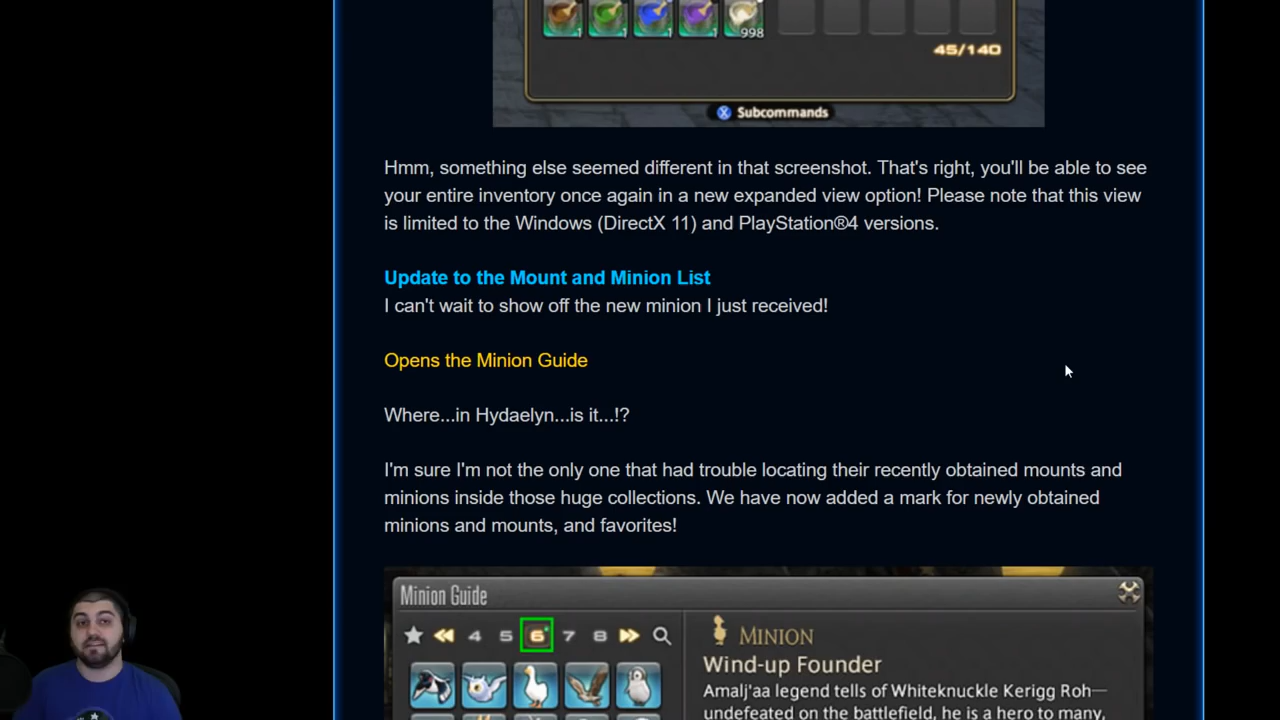 1 1 1 1 998
45/140
Subcommands
Hmm, something else seemed different in that screenshot. That's right, you'll be able to see
your entire inventory once again in a new expanded view option! Please note that this view
is limited to the Windows (DirectX 11) and PlayStation®4 versions.
Update to the Mount and Minion List
I can't wait to show off the new minion I just received!
Opens the Minion Guide
Where...in Hydaelyn...is it...!?
I'm sure I'm not the only one that had trouble locating their recently obtained mounts and
minions inside those huge collections. We have now added a mark for newly obtained
minions and mounts, and favorites!
Minion Guide
4 5 6 7 8
MINION
Wind-up Founder
Amalj'aa legend tells of Whiteknuckle Kerigg Roh—
undefeated on the battlefield, he is a hero to many,